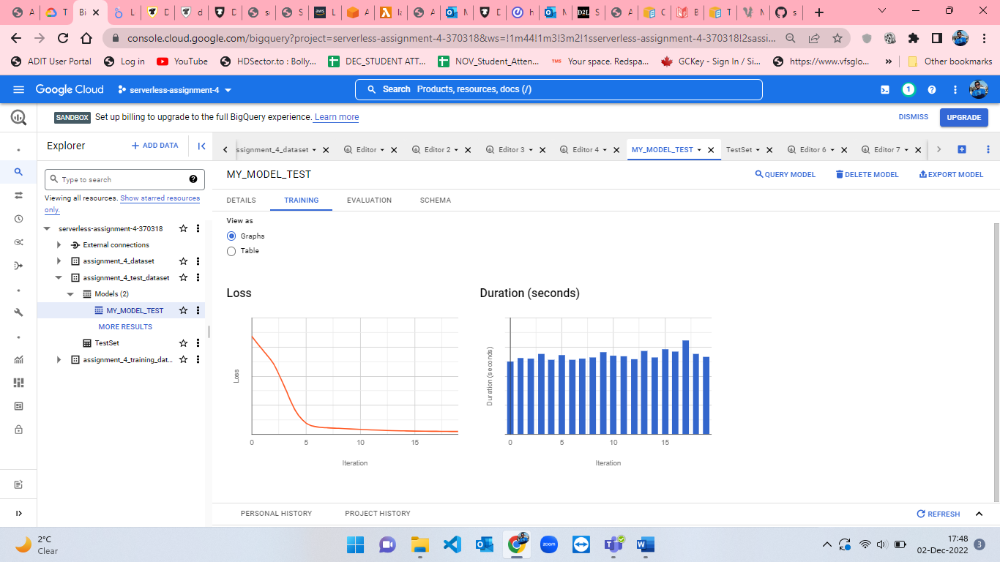 A
T
Bi
L
D
d
D
se
S
aws
L
A
la
A
M
D
h
M
D2L
S
A
C
B
T
M
s
console.cloud.google.com/bigquery?project=serverless-assignment-4-370318&ws=!1m44!1m3!3m2!1sserverless-assignment-4-370318!2sassi...
ADIT User Portal
Log in
YouTube
HDSector.to : Bolly...
DEC_STUDENT ATT...
NOV_Student_Atten...
TMS
Your space. Redspa...
GCKey - Sign In / Si...
https://www.vfsglo...
»
Other bookmarks
Google Cloud
serverless-assignment-4
Search Products, resources, docs (/)
1
SANDBOX Set up billing to upgrade to the full BigQuery experience. Learn more
DISMISS
UPGRADE
Explorer
+ ADD DATA
ssignment_4_dataset
Editor
Editor 2
Editor 3
Editor 4
MY_MODEL_TEST
TestSet
Editor 6
Editor 7
Type to search
Viewing all resources. Show starred resources
only.
serverless-assignment-4-370318
External connections
assignment_4_dataset
assignment_4_test_dataset
Models (2)
MY_MODEL_TEST
MORE RESULTS
TestSet
assignment_4_training_dat...
MY_MODEL_TEST
QUERY MODEL
DELETE MODEL
EXPORT MODEL
DETAILS
TRAINING
EVALUATION
SCHEMA
View as
Graphs
Table
Loss
Loss
0
5
10
15
Iteration
Duration (seconds)
Duration (seconds)
0
5
10
15
Iteration
PERSONAL HISTORY
PROJECT HISTORY
REFRESH
2°C
Clear
zoom
17:48
02-Dec-2022
3